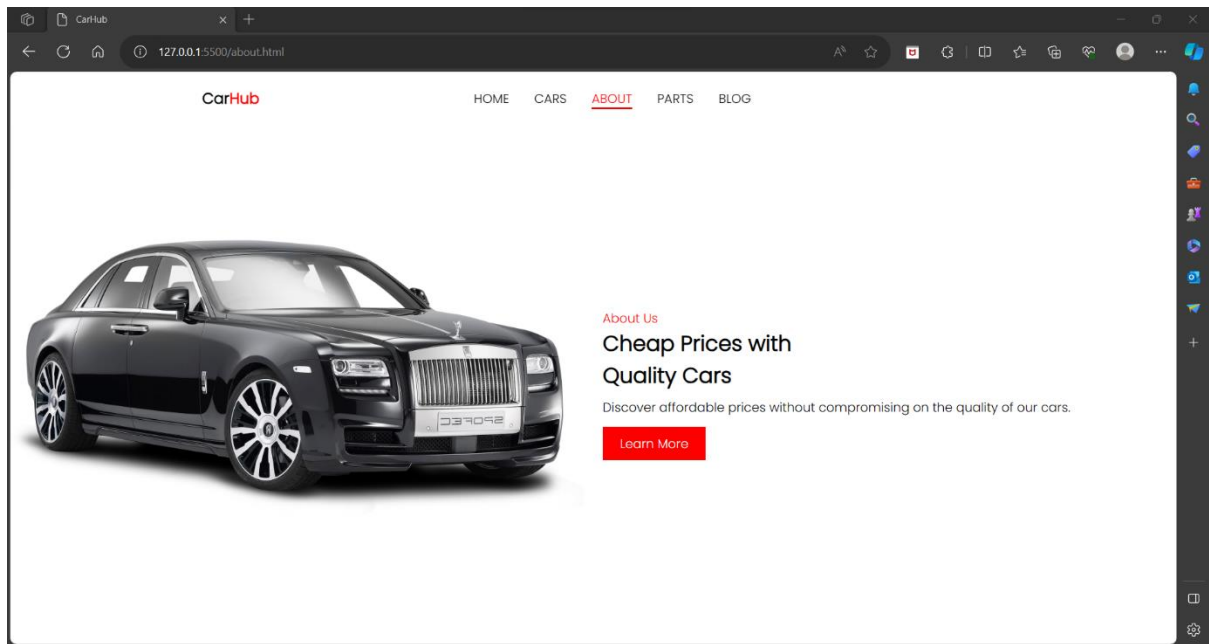 CarHub
127.0.0.1:5500/about.html
CarHub
HOME CARS ABOUT PARTS BLOG
About Us
Cheap Prices with
Quality Cars
Discover affordable prices without compromising on the quality of our cars.
Learn More